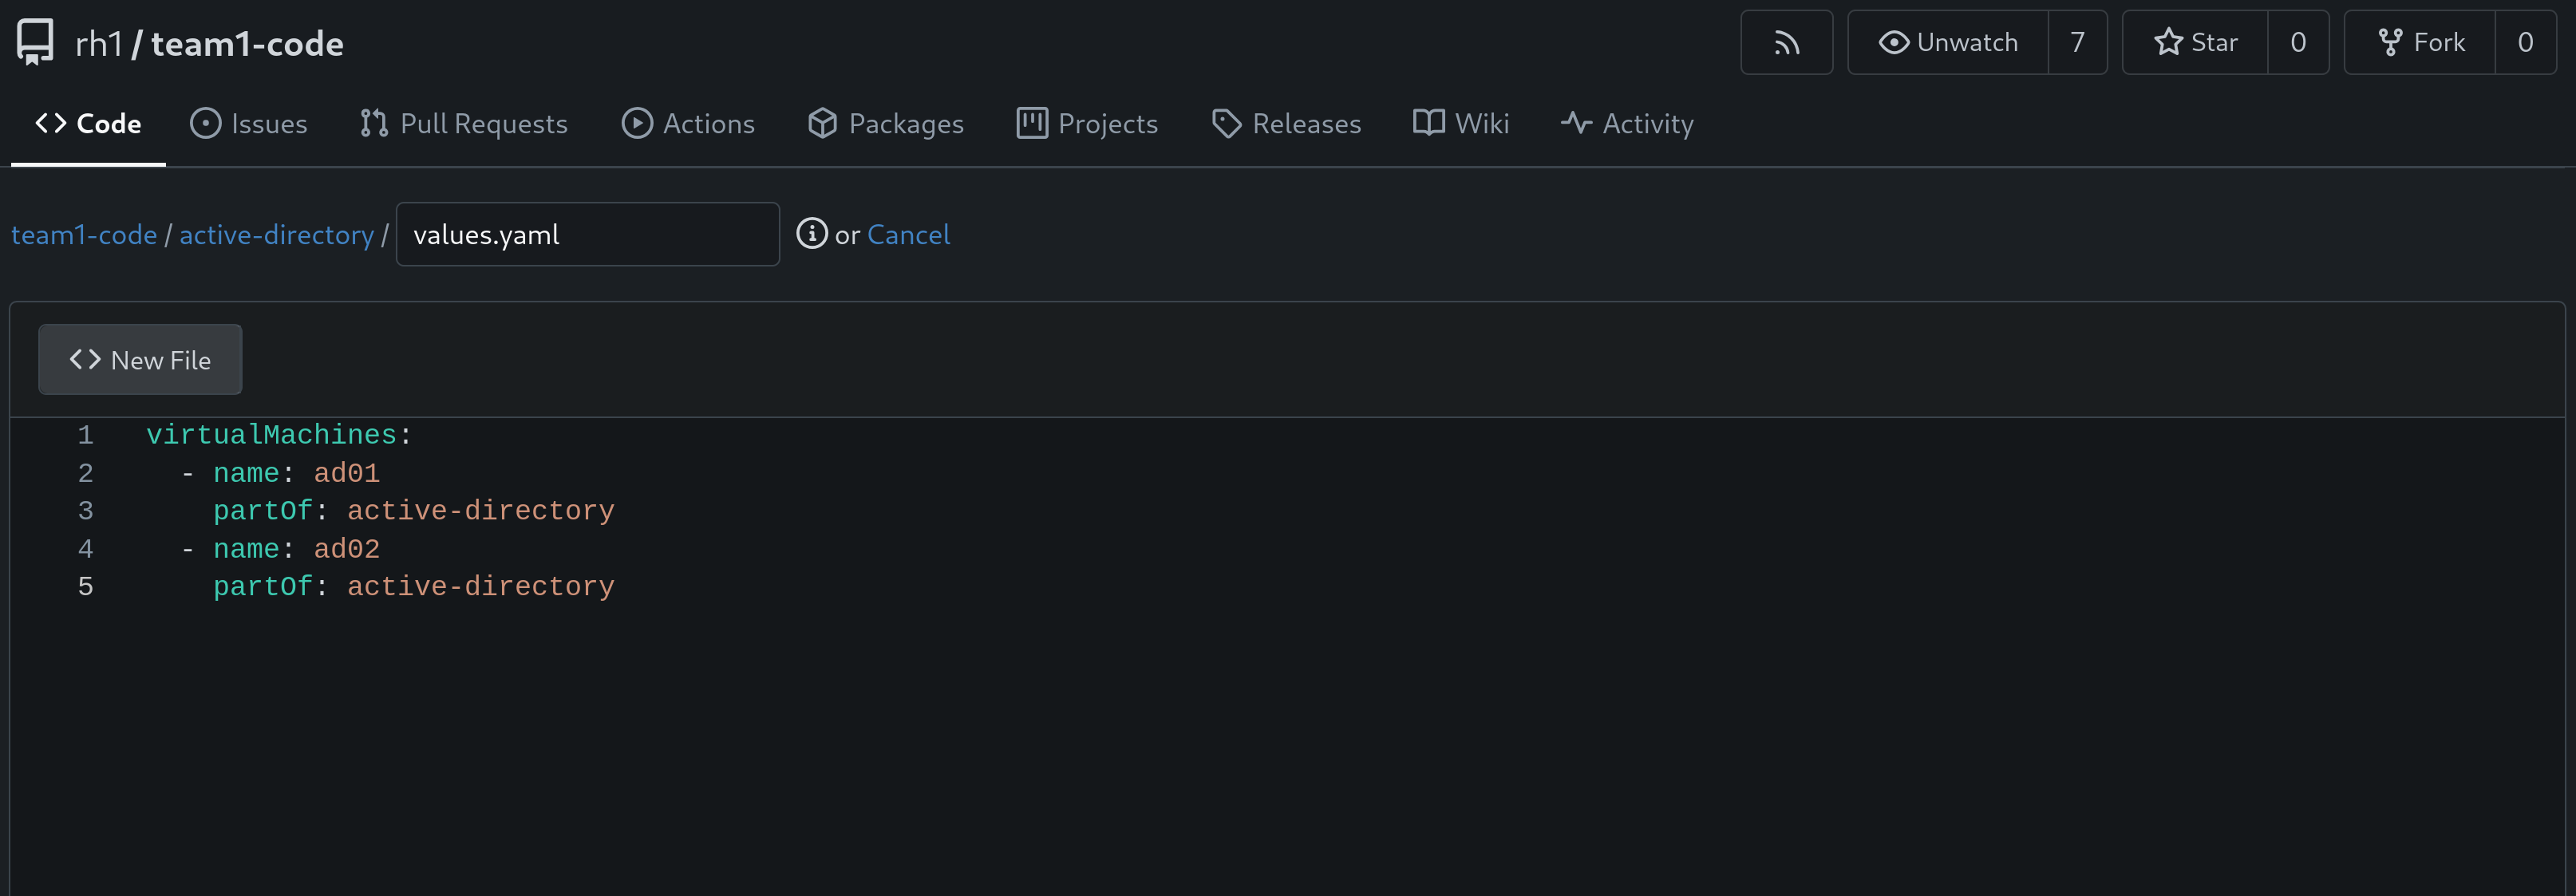 rh1 / team1-code
Unwatch 7 Star 0 Fork 0
Code Issues Pull Requests Actions Packages Projects Releases Wiki Activity
team1-code / active-directory / values.yaml or Cancel
New File
1 virtualMachines:
2   - name: ad01
3     partOf: active-directory
4   - name: ad02
5     partOf: active-directory